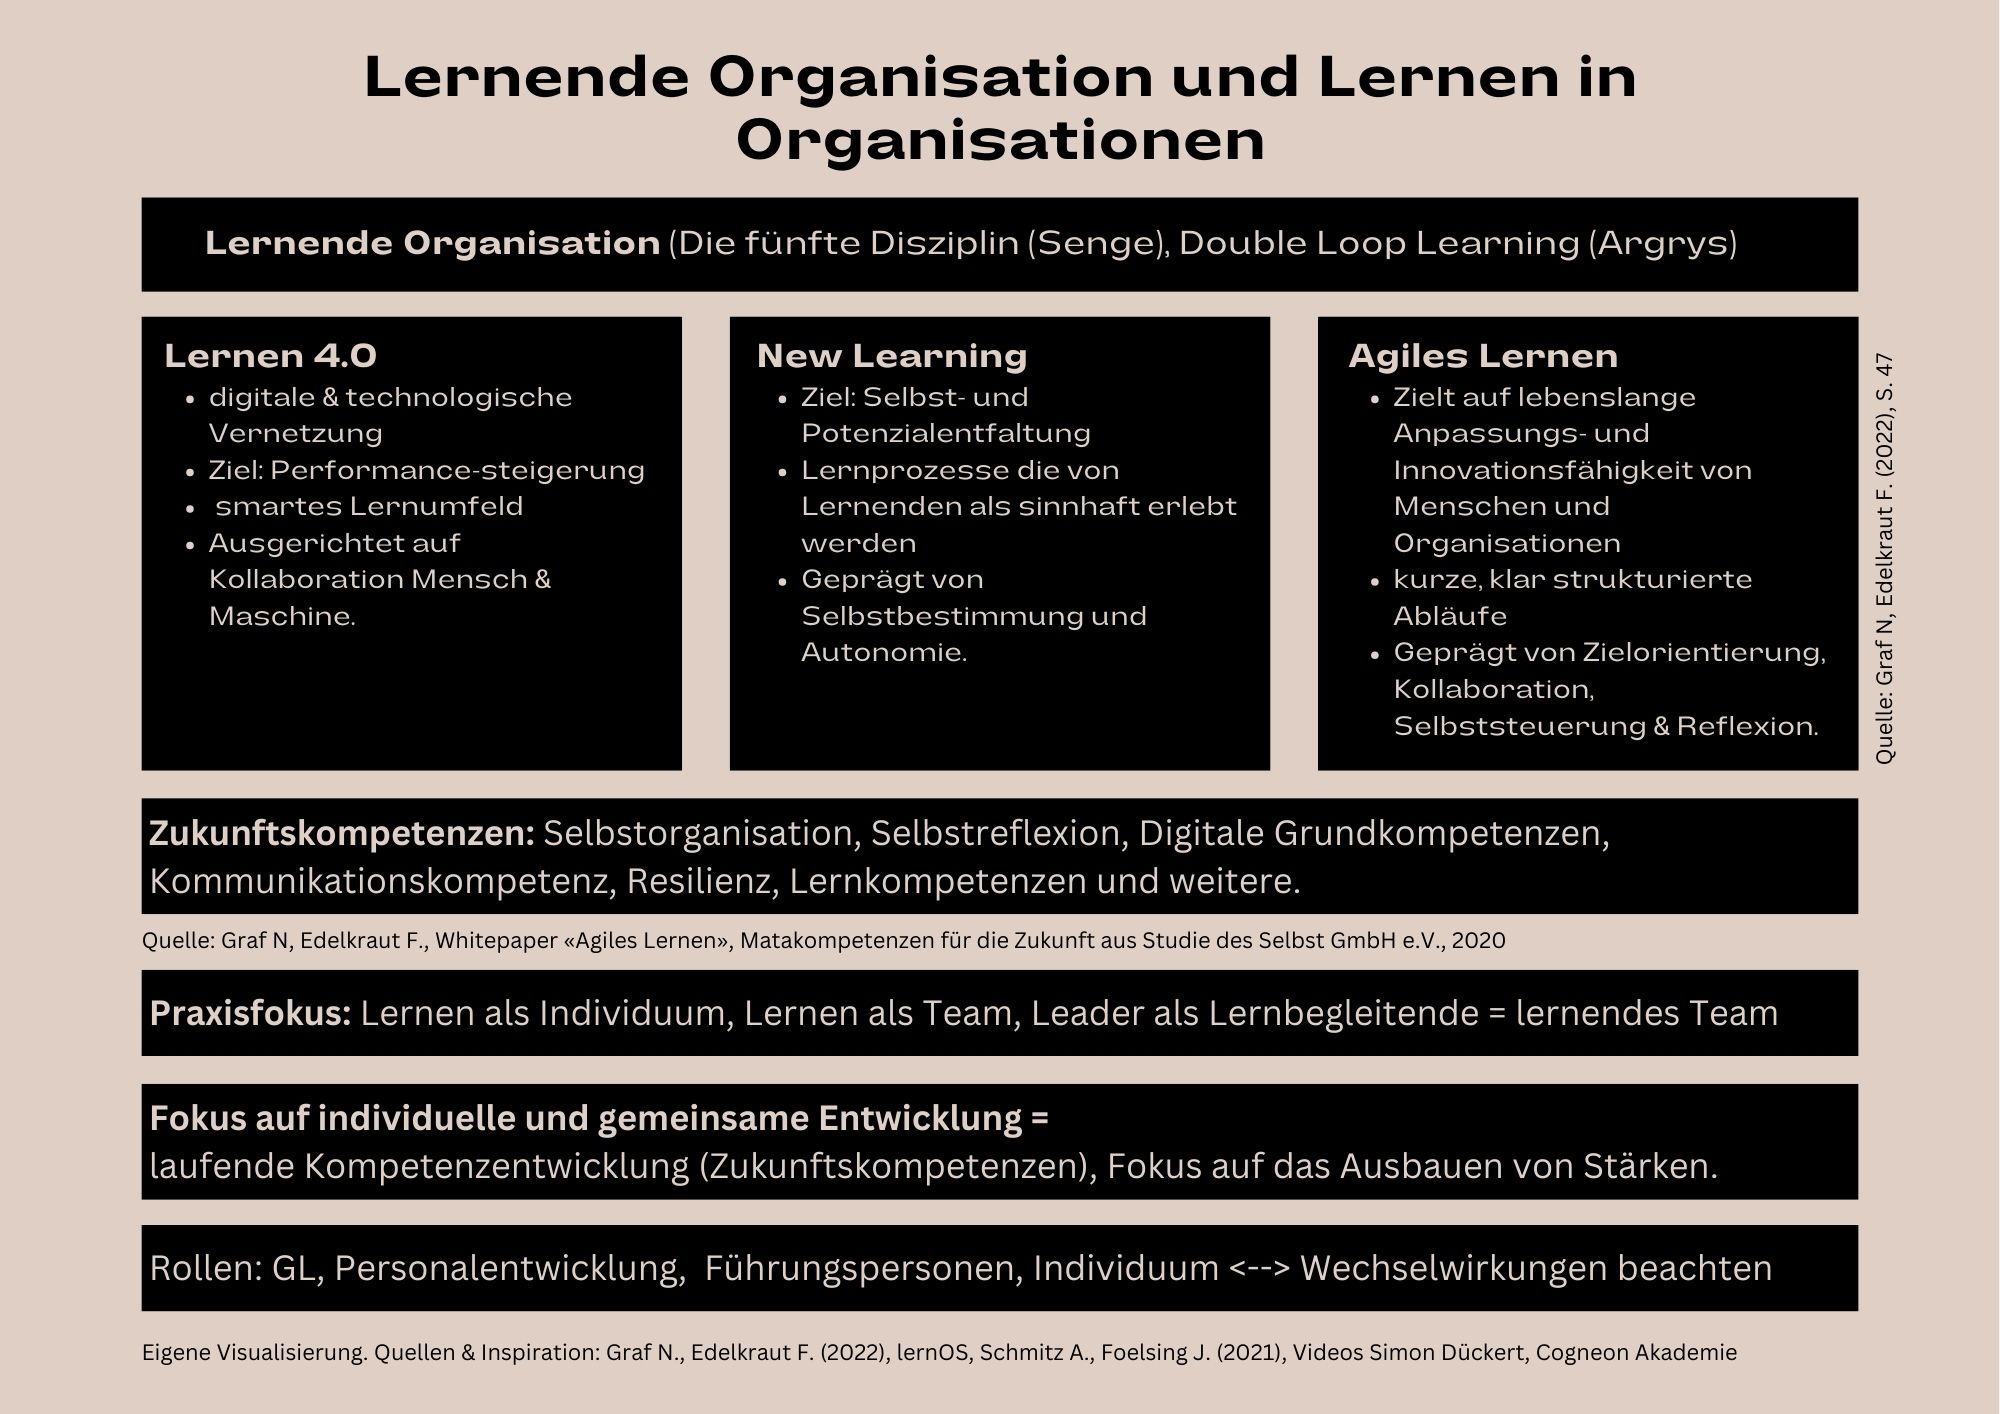 Lernende Organisation und Lernen in
Organisationen
Lernende Organisation (Die fünfte Disziplin (Senge), Double Loop Learning (Argrys)
Lernen 4.0
• digitale & technologische
Vernetzung
• Ziel: Performance-steigerung
• smartes Lernumfeld
• Ausgerichtet auf
Kollaboration Mensch &
Maschine.
New Learning
• Ziel: Selbst- und
Potenzialentfaltung
• Lernprozesse die von
Lernenden als sinnhaft erlebt
werden
• Geprägt von
Selbstbestimmung und
Autonomie.
Agiles Lernen
• Zielt auf lebenslange
Anpassungs- und
Innovationsfähigkeit von
Menschen und
Organisationen
• kurze, klar strukturierte
Abläufe
• Geprägt von Zielorientierung,
Kollaboration,
Selbststeuerung & Reflexion.
Quelle: Graf N, Edelkraut F. (2022), S. 47
Zukunftskompetenzen: Selbstorganisation, Selbstreflexion, Digitale Grundkompetenzen,
Kommunikationskompetenz, Resilienz, Lernkompetenzen und weitere.
Quelle: Graf N, Edelkraut F., Whitepaper «Agiles Lernen», Matakompetenzen für die Zukunft aus Studie des Selbst GmbH e.V., 2020
Praxisfokus: Lernen als Individuum, Lernen als Team, Leader als Lernbegleitende = lernendes Team
Fokus auf individuelle und gemeinsame Entwicklung =
laufende Kompetenzentwicklung (Zukunftskompetenzen), Fokus auf das Ausbauen von Stärken.
Rollen: GL, Personalentwicklung, Führungspersonen, Individuum <--> Wechselwirkungen beachten
Eigene Visualisierung. Quellen & Inspiration: Graf N., Edelkraut F. (2022), lernOS, Schmitz A., Foelsing J. (2021), Videos Simon Dückert, Cogneon Akademie